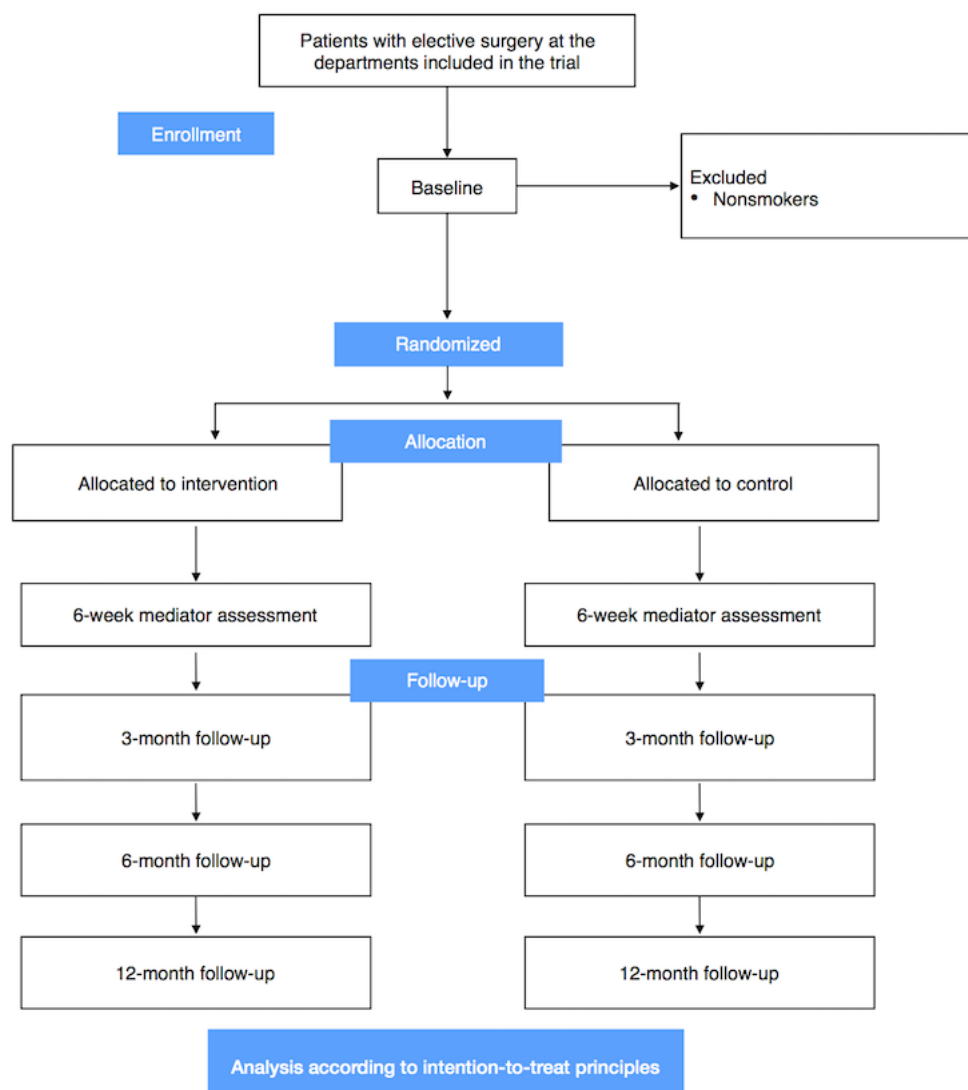 Patients with elective surgery at the
departments included in the trial
Enrollment
Baseline
Excluded
• Nonsmokers
Randomized
Allocation
Allocated to intervention
Allocated to control
6-week mediator assessment
6-week mediator assessment
Follow-up
3-month follow-up
3-month follow-up
6-month follow-up
6-month follow-up
12-month follow-up
12-month follow-up
Analysis according to intention-to-treat principles